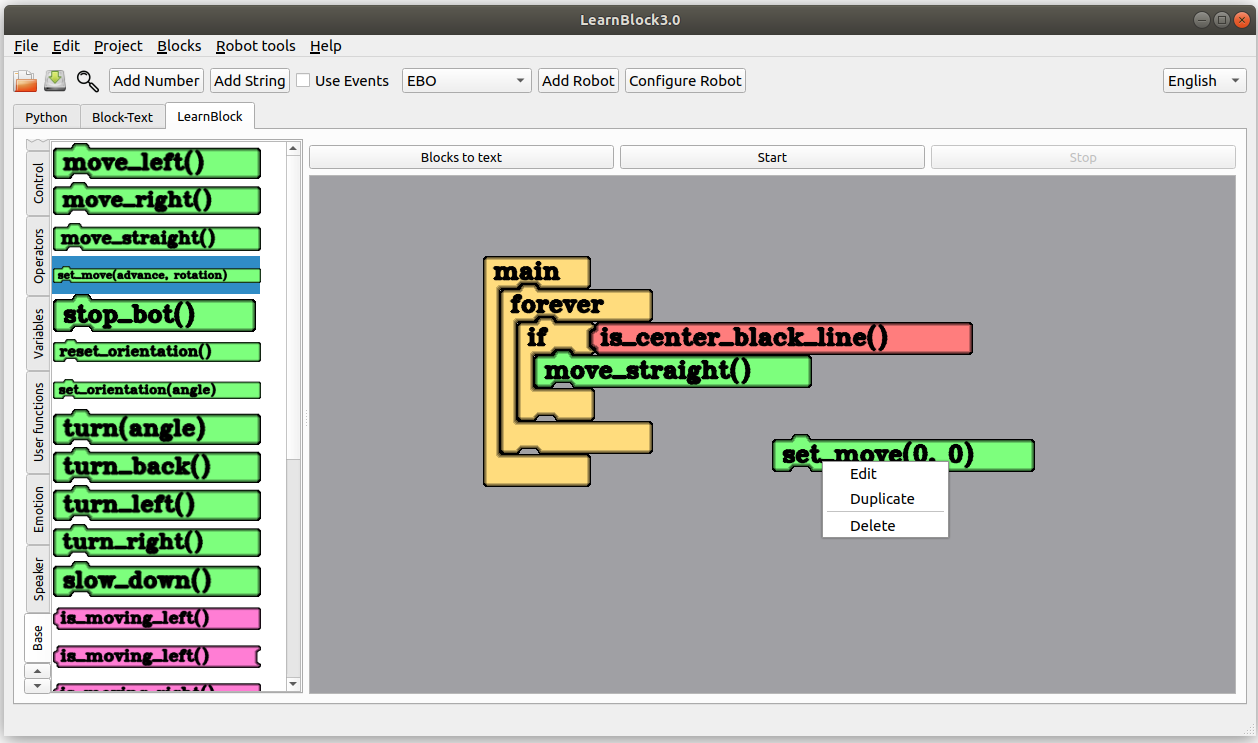 LearnBlock3.0
File Edit Project Blocks Robot tools Help
Add Number Add String Use Events EBO Add Robot Configure Robot English
Python Block-Text LearnBlock
Control
Operators
Variables
User functions
Emotion
Speaker
Base
move_left()
move_right()
move_straight()
set_move(advance, rotation)
stop_bot()
reset_orientation()
set_orientation(angle)
turn(angle)
turn_back()
turn_left()
turn_right()
slow_down()
is_moving_left()
is_moving_left()
is_moving_right()
Blocks to text Start Stop
main
forever
if is_center_black_line()
move_straight()
set_move(0, 0)
Edit
Duplicate
Delete